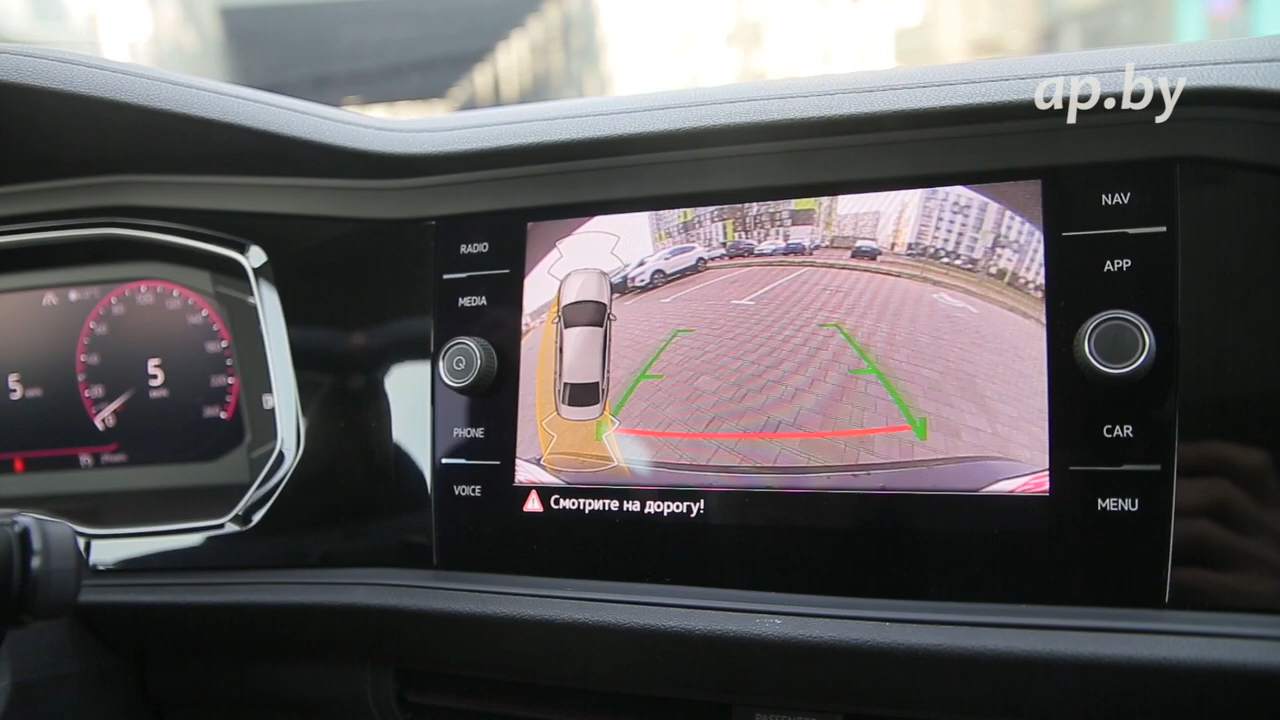 ap.by
NAV
RADIO
APP
MEDIA
5
5
PHONE
CAR
VOICE
MENU
Смотрите на дорогу!